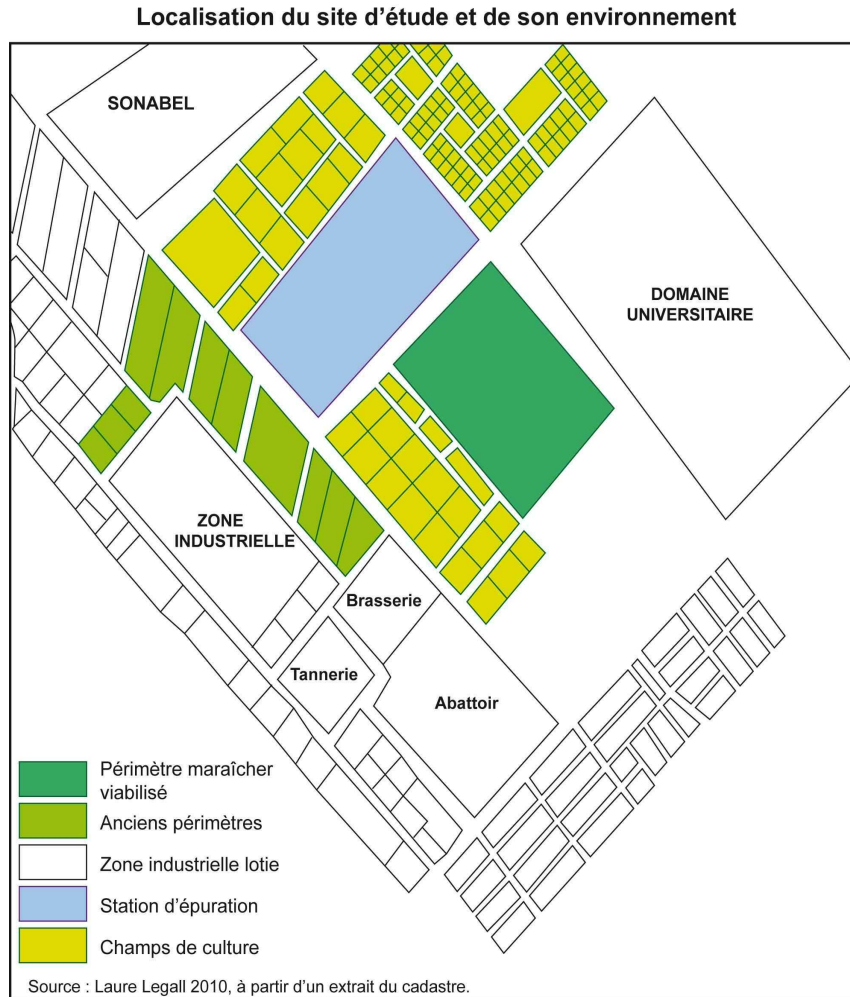 Localisation du site d'étude et de son environnement
SONABEL
DOMAINE
UNIVERSITAIRE
ZONE
INDUSTRIELLE
Brasserie
Tannerie
Abattoir
Périmètre maraîcher
viabilisé
Anciens périmètres
Zone industrielle lotie
Station d'épuration
Champs de culture
Source : Laure Legall 2010, à partir d'un extrait du cadastre.